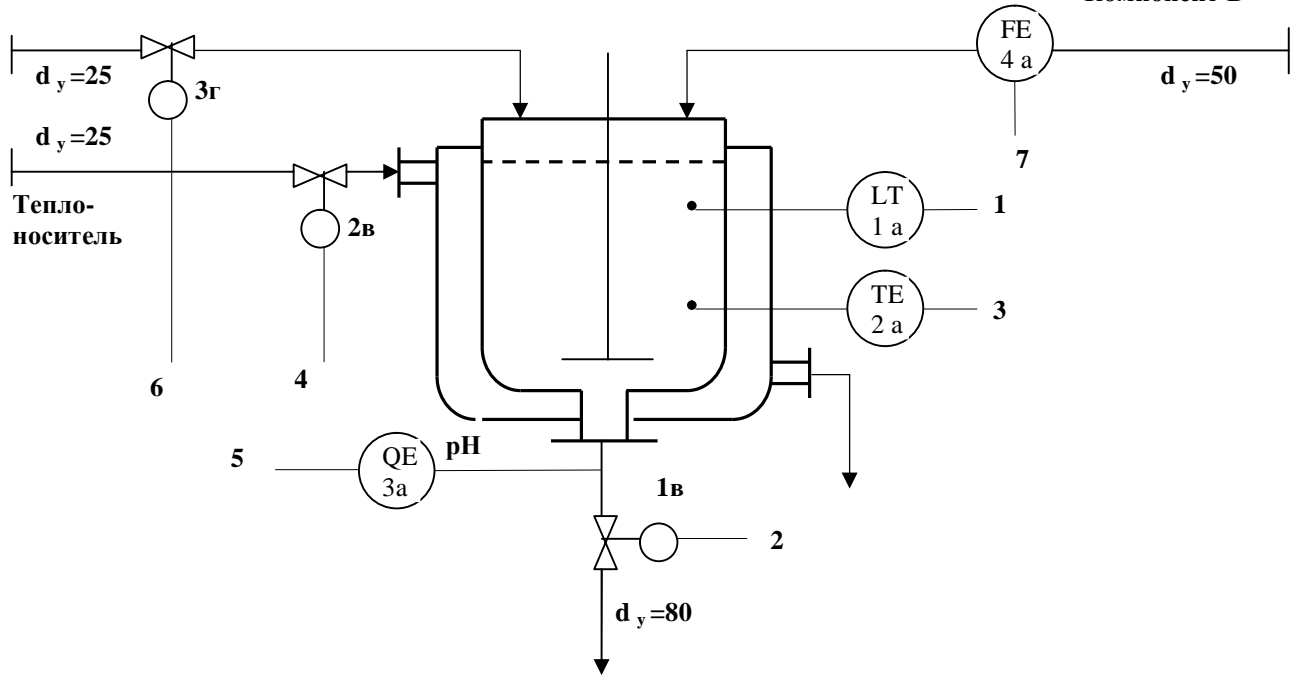 FE
4 а
d у =25
3г
d у =50
d у =25
7
Тепло-
носитель
2в
LT
1 а
1
TE
2 а
3
6
4
5
QE
3а
pH
1в
2
d у =80